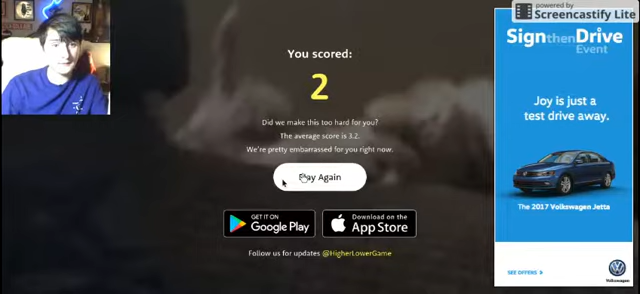 powered by
Screencastify Lite
You scored:
2
Did we make this too hard for you?
The average score is 3.2.
We're pretty embarrassed for you right now.
Play Again
GET IT ON
Google Play
Download on the
App Store
Follow us for updates @HigherLowerGame
SignthenDrive
Event
Joy is just a
test drive away.
The 2017 Volkswagen Jetta
SEE OFFERS >
Volkswagen